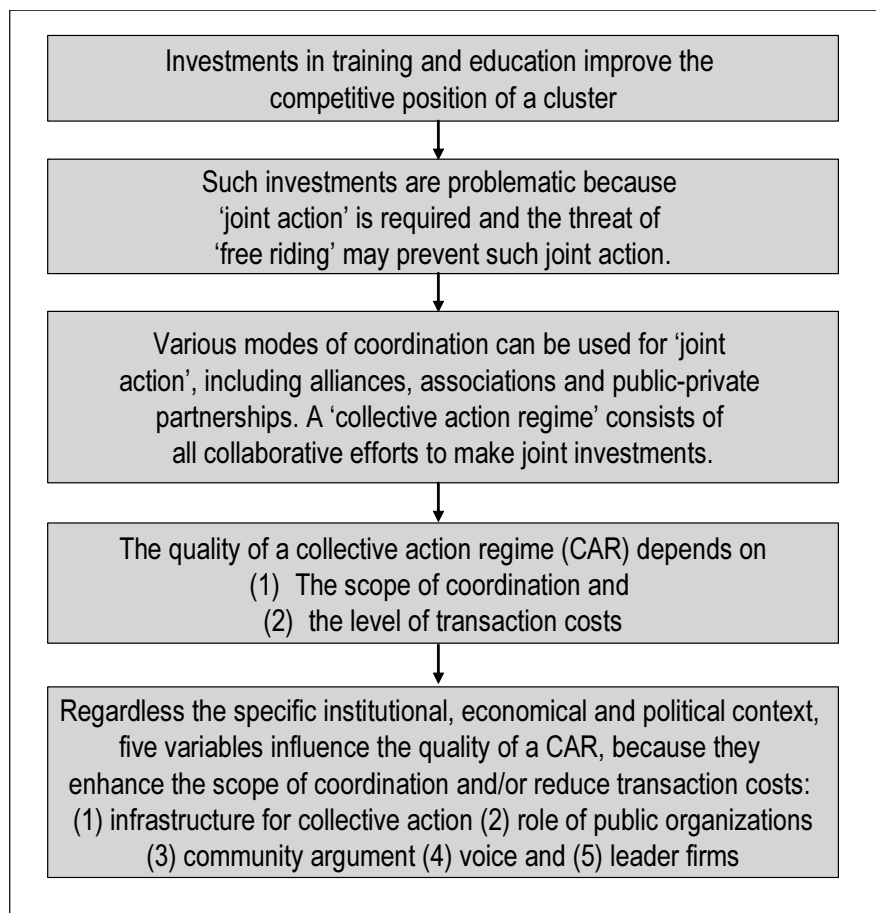 Investments in training and education improve the
competitive position of a cluster
Such investments are problematic because
‘joint action’ is required and the threat of
‘free riding’ may prevent such joint action.
Various modes of coordination can be used for ‘joint
action’, including alliances, associations and public-private
partnerships. A ‘collective action regime’ consists of
all collaborative efforts to make joint investments.
The quality of a collective action regime (CAR) depends on
(1) The scope of coordination and
(2) the level of transaction costs
Regardless the specific institutional, economical and political context,
five variables influence the quality of a CAR, because they
enhance the scope of coordination and/or reduce transaction costs:
(1) infrastructure for collective action (2) role of public organizations
(3) community argument (4) voice and (5) leader firms